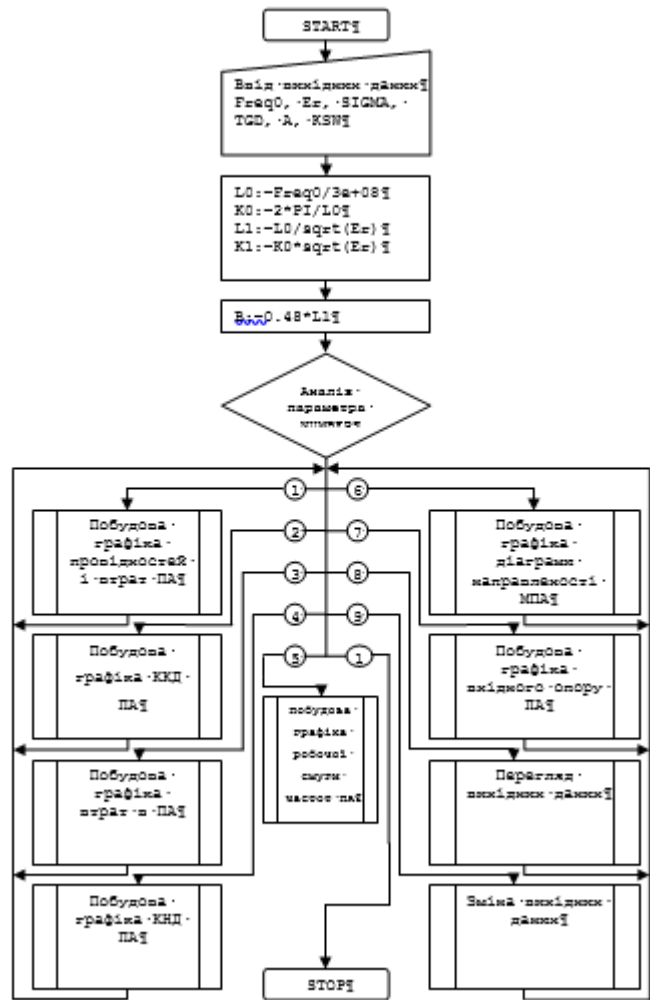 START¶
Ввід·вихідних·даних¶
Freq0,·Er,·SIGMA,·
TGD,·A,·KSW¶
L0:=Freq0/3e+08¶
K0:=2*PI/L0¶
L1:=L0/sqrt(Er)¶
K1:=K0*sqrt(Er)¶
B:=0.48*L1¶
Аналіз·
параметра·
1
6
Побудова·
графіка·
провідностей·
і·втрат·ПА¶
Побудова·
графіка·
діаграми·
направленості·
МПА¶
2
7
3
8
4
9
5
1
Побудова·
графіка·ККД·
ПА¶
побудова·
графіка·
робочої·
смуги·
частот·ПА¶
Побудова·
графіка·
вхідного·опору·
ПА¶
Побудова·
графіка·
втрат·в·ПА¶
Перегляд·
вихідних·даних¶
Побудова·
графіка·КНД·
ПА¶
Зміна·вихідних·
даних¶
STOP¶